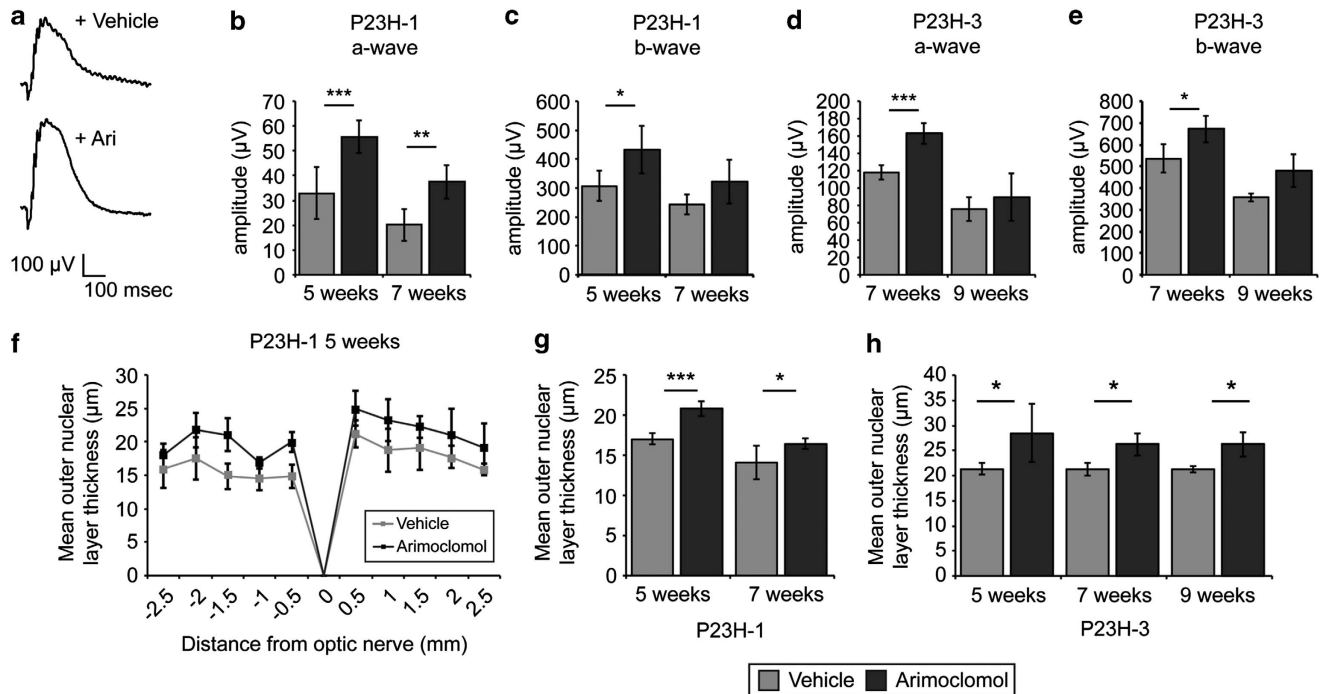 a
+ Vehicle
+ Ari
100 µV
100 msec
b
P23H-1
a-wave
amplitude (µV)
70
60
50
40
30
20
10
0
***
**
5 weeks
7 weeks
c
P23H-1
b-wave
amplitude (µV)
600
500
400
300
200
100
0
*
5 weeks
7 weeks
d
P23H-3
a-wave
amplitude (µV)
200
180
160
140
120
100
80
60
40
20
0
***
7 weeks
9 weeks
e
P23H-3
b-wave
amplitude (µV)
800
700
600
500
400
300
200
100
0
*
7 weeks
9 weeks
f
P23H-1 5 weeks
Mean outer nuclear
layer thickness (µm)
30
25
20
15
10
5
0
Vehicle
Arimoclomol
-2.5 -2 -1.5 -1 -0.5 0 0.5 1 1.5 2 2.5
Distance from optic nerve (mm)
g
Mean outer nuclear
layer thickness (µm)
25
20
15
10
5
0
***
*
5 weeks
7 weeks
P23H-1
h
Mean outer nuclear
layer thickness (µm)
40
35
30
25
20
15
10
5
0
*
*
*
5 weeks
7 weeks
9 weeks
P23H-3
Vehicle
Arimoclomol